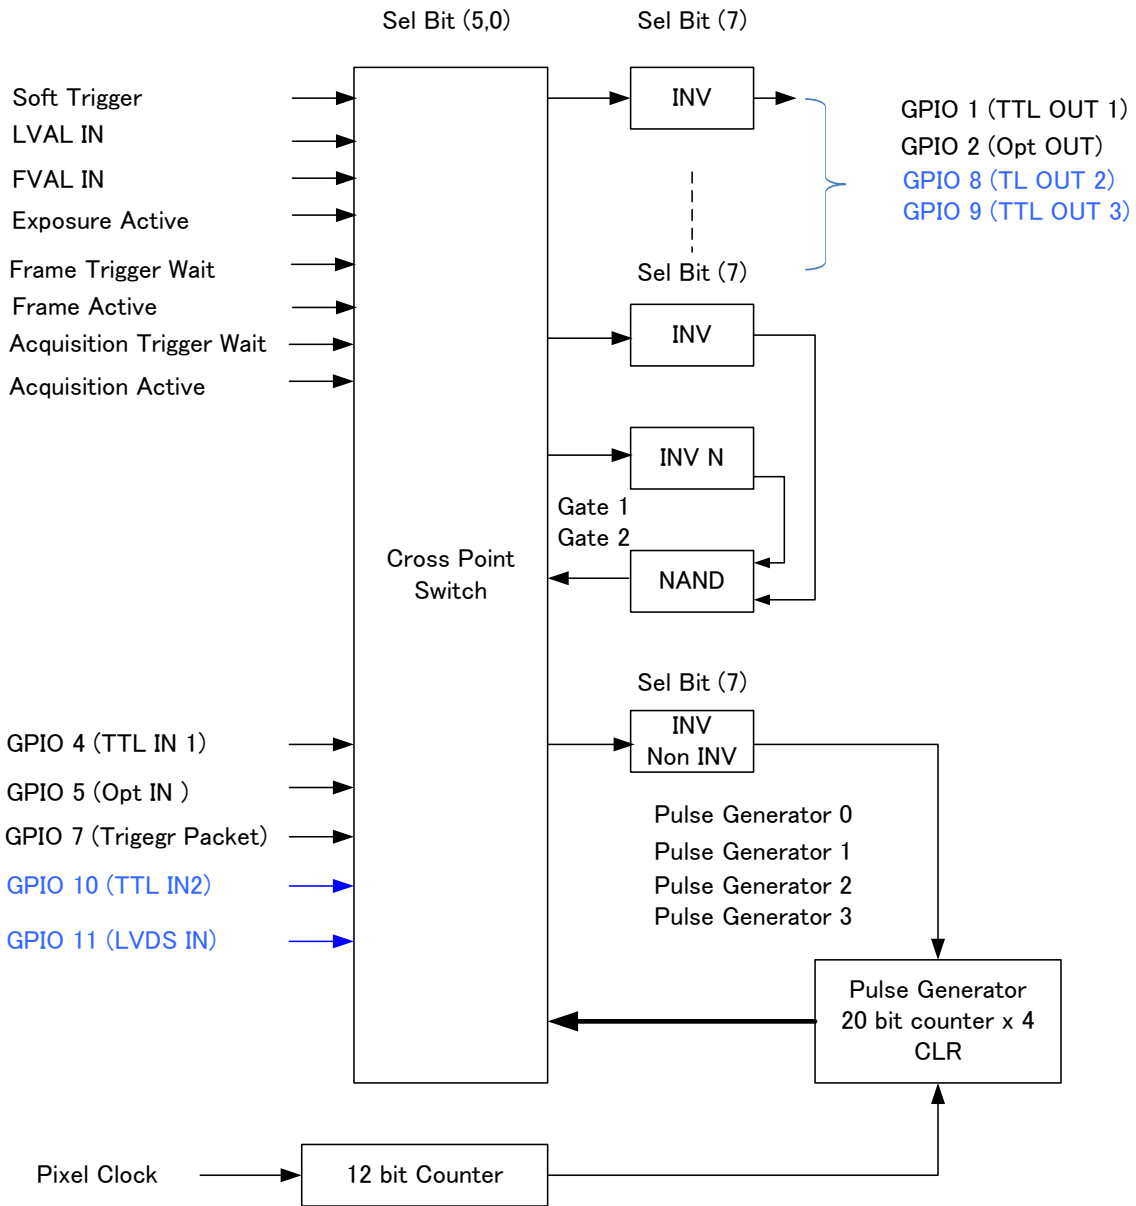 Sel Bit (5,0)
Sel Bit (7)
Soft Trigger
LVAL IN
FVAL IN
Exposure Active
Frame Trigger Wait
Frame Active
Acquisition Trigger Wait
Acquisition Active
INV
GPIO 1 (TTL OUT 1)
GPIO 2 (Opt OUT)
GPIO 8 (TL OUT 2)
GPIO 9 (TTL OUT 3)
Sel Bit (7)
INV
INV N
Gate 1
Gate 2
NAND
Cross Point
Switch
Sel Bit (7)
INV
Non INV
GPIO 4 (TTL IN 1)
GPIO 5 (Opt IN )
GPIO 7 (Trigegr Packet)
GPIO 10 (TTL IN2)
GPIO 11 (LVDS IN)
Pulse Generator 0
Pulse Generator 1
Pulse Generator 2
Pulse Generator 3
Pulse Generator
20 bit counter x 4
CLR
Pixel Clock
12 bit Counter